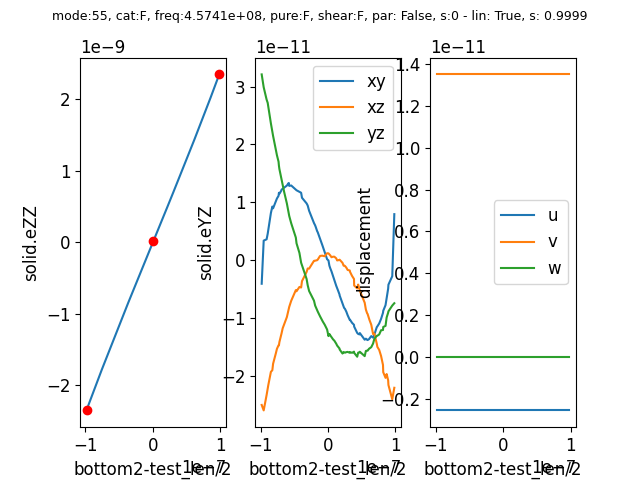 mode:55, cat:F, freq:4.5741e+08, pure:F, shear:F, par: False, s:0 - lin: True, s: 0.9999
1e−9
1e−11
1e−11
solid.eZZ
2
1
0
−1
−2
−1
0
1
1e−7
bottom2-test_len/2
solid.eYZ
3
2
1
0
−1
−2
xy
xz
yz
−1
0
1
1e−7
bottom2-test_len/2
displacement
1.4
1.2
1.0
0.8
0.6
0.4
0.2
0.0
−0.2
u
v
w
−1
0
1
1e−7
bottom2-test_len/2